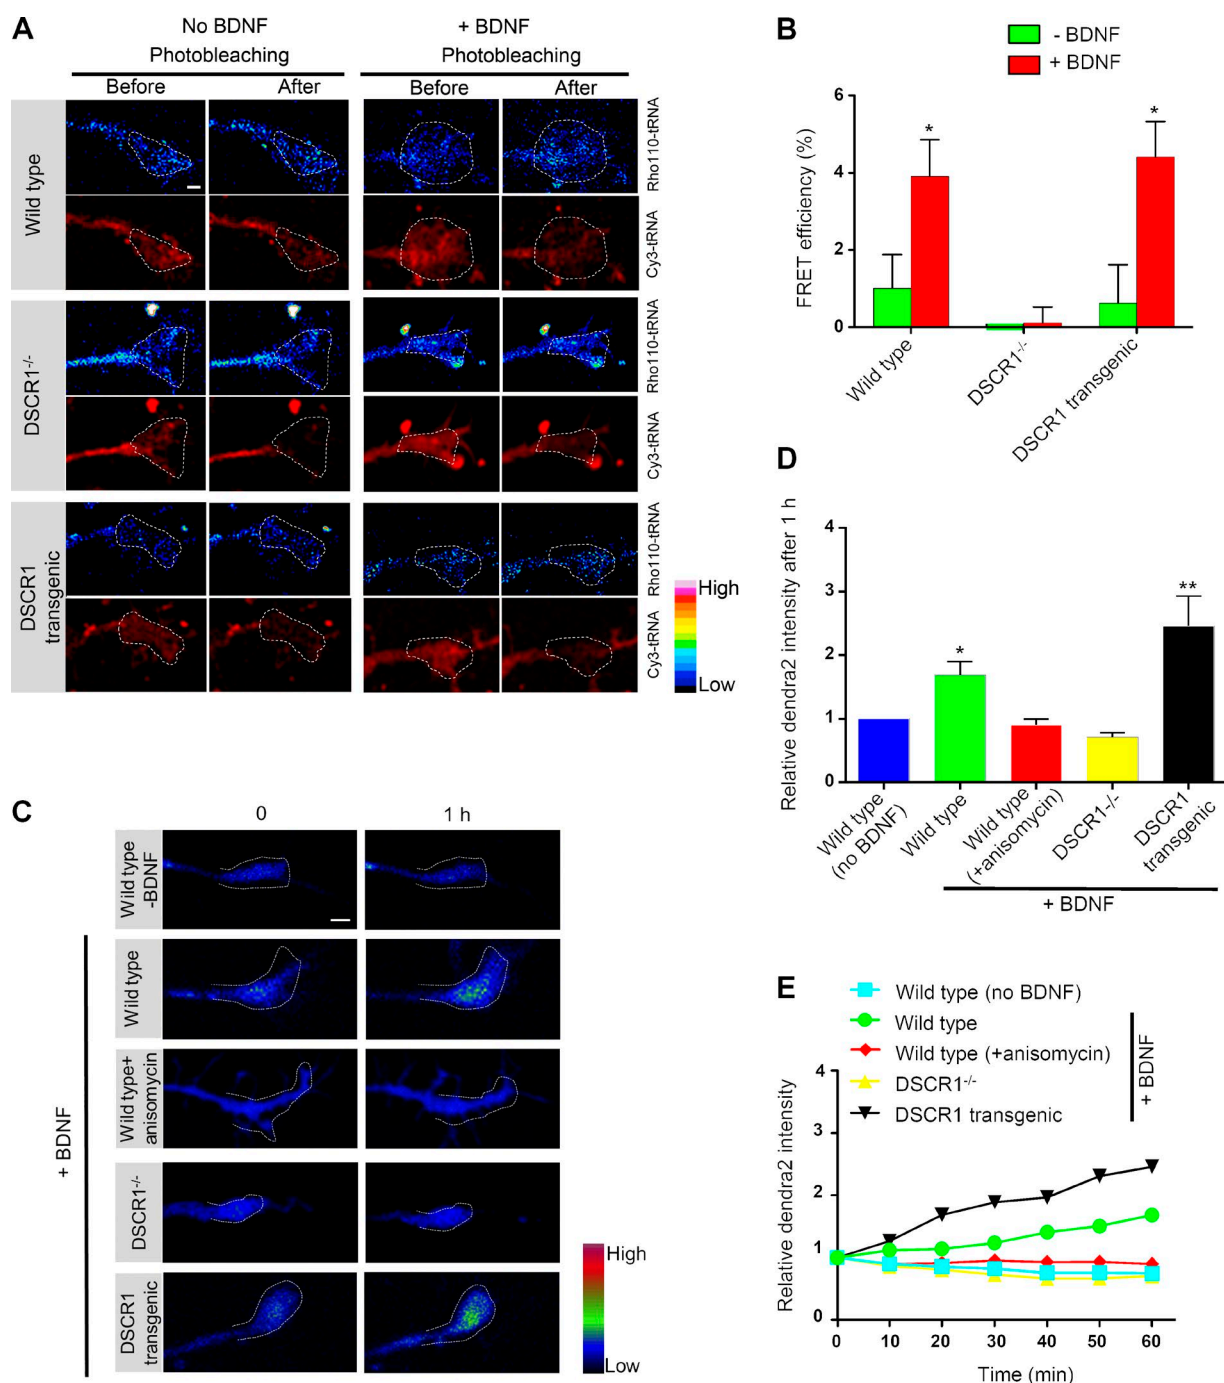 A
No BDNF
+ BDNF
Photobleaching
Photobleaching
Before
After
Before
After
Wild type
Rho110-tRNA
Cy3-tRNA
DSCR1-/-
Rho110-tRNA
Cy3-tRNA
DSCR1
transgenic
Rho110-tRNA
Cy3-tRNA
High
Low
B
- BDNF
+ BDNF
FRET efficiency (%)
6
4
2
0
*
*
Wild type
DSCR1-/-
DSCR1 transgenic
C
0
1 h
Wild type
-BDNF
+ BDNF
Wild type
Wild type+
anisomycin
DSCR1-/-
DSCR1
transgenic
High
Low
D
Relative dendra2 intensity after 1 h
4
3
2
1
0
*
**
Wild type
(no BDNF)
Wild type
Wild type
(+anisomycin)
DSCR1-/-
DSCR1
transgenic
+ BDNF
E
Wild type (no BDNF)
Wild type
Wild type (+anisomycin)
DSCR1-/-
DSCR1 transgenic
+ BDNF
Relative dendra2 intensity
4
3
2
1
0
0 10 20 30 40 50 60
Time (min)